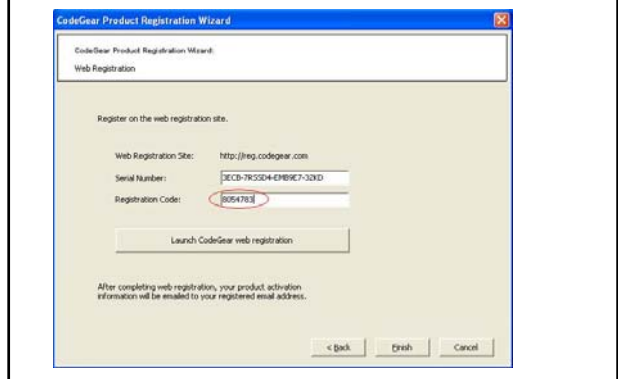 CodeGear Product Registration Wizard
CodeGear Product Registration Wizard:
Web Registration
Register on the web registration site.
Web Registration Site: http://reg.codegear.com
Serial Number: 3ECB-7RSSD4-EMB9E7-32KD
Registration Code: 8054783
Launch CodeGear web registration
After completing web registration, your product activation
information will be emailed to your registered email address.
< Back Finish Cancel